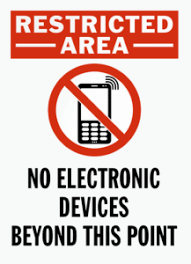 RESTRICTED
AREA
NO ELECTRONIC
DEVICES
BEYOND THIS POINT